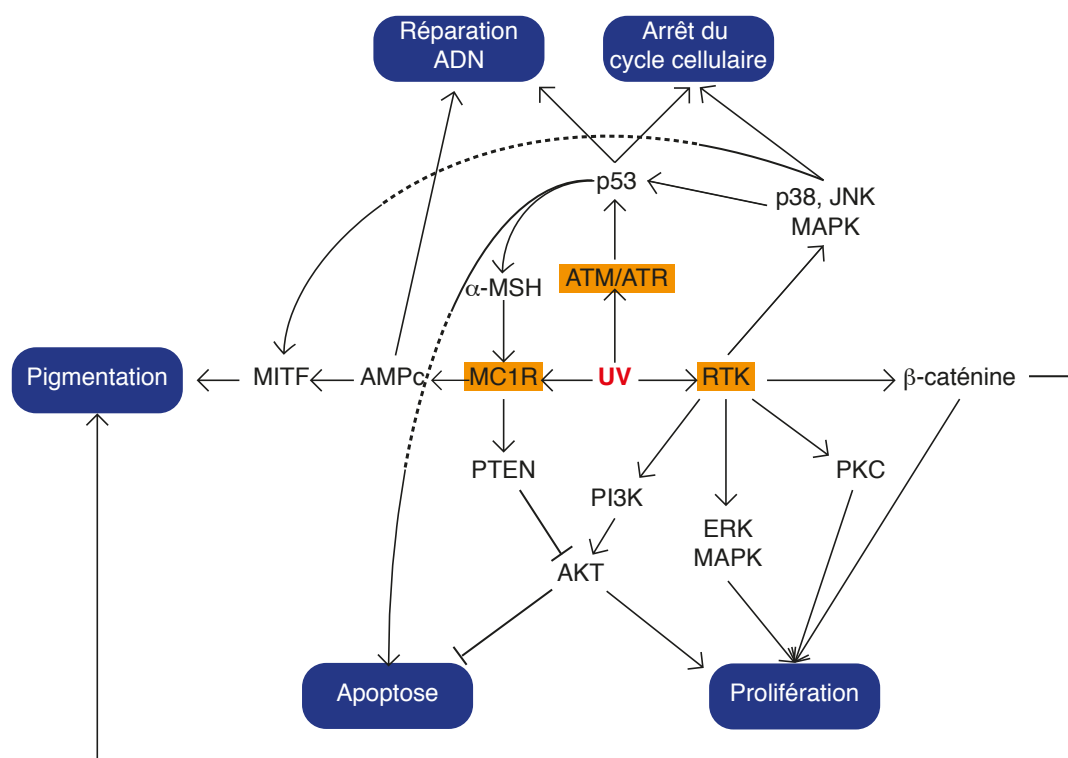 Réparation
ADN
Arrêt du
cycle cellulaire
p53
p38, JNK
MAPK
α-MSH
ATM/ATR
Pigmentation
MITF
AMPc
MC1R
UV
RTK
β-caténine
PTEN
PI3K
PKC
ERK
MAPK
AKT
Apoptose
Prolifération